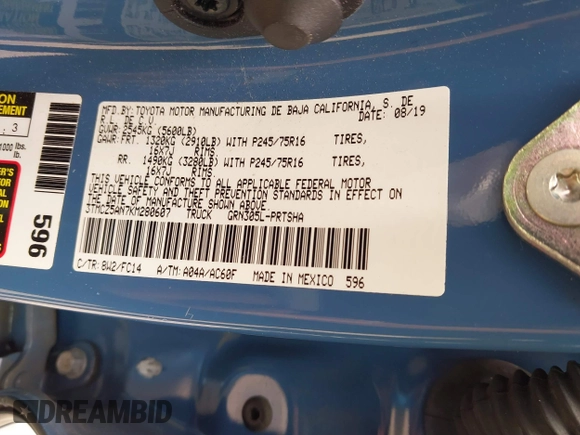 MFD.BY: TOYOTA MOTOR MANUFACTURING DE BAJA CALIFORNIA, S. DE
R.L. DE C.V. DATE: 08/19
GVWR: 2545KG (5600LB)
GAWR: FRT. 1320KG (2910LB) WITH P245/75R16 TIRES,
16X7J RIMS
RR. 1490KG (3280LB) WITH P245/75R16 TIRES,
16X7J RIMS
THIS VEHICLE CONFORMS TO ALL APPLICABLE FEDERAL MOTOR
VEHICLE SAFETY AND THEFT PREVENTION STANDARDS IN EFFECT ON
THE DATE OF MANUFACTURE SHOWN ABOVE.
3TMCZ5AN7KM280607 TRUCK GRN305L-PRTSHA
C/TR: 8W2/FC14 A/TM: A04A/AC60F MADE IN MEXICO 596
3
1000 lbs.
lb.
596
DREAMBID